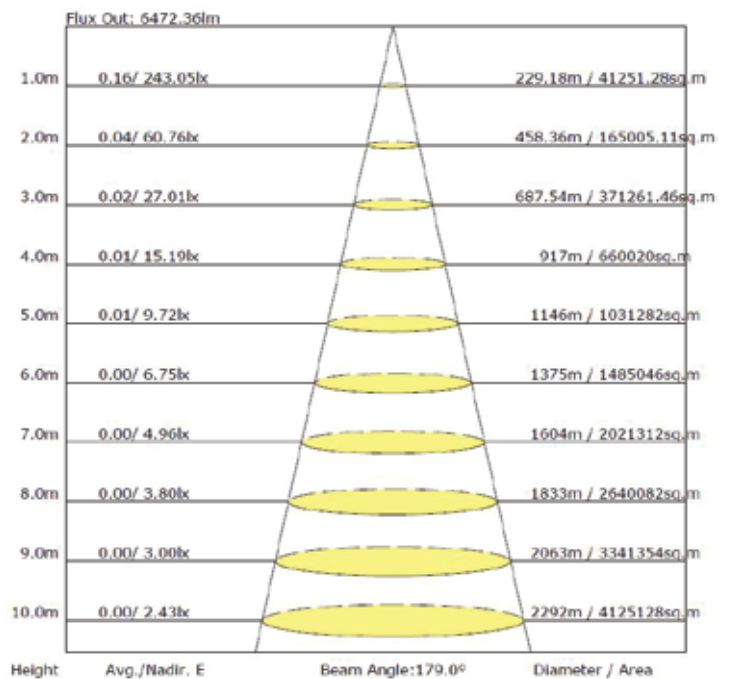 Flux Out: 6472.36lm
1.0m 0.16/ 243.05lx 229.18m / 41251.28sq.m
2.0m 0.04/ 60.76lx 458.36m / 165005.11sq.m
3.0m 0.02/ 27.01lx 687.54m / 371261.46sq.m
4.0m 0.01/ 15.19lx 917m / 660020sq.m
5.0m 0.01/ 9.72lx 1146m / 1031282sq.m
6.0m 0.00/ 6.75lx 1375m / 1485046sq.m
7.0m 0.00/ 4.96lx 1604m / 2021312sq.m
8.0m 0.00/ 3.80lx 1833m / 2640082sq.m
9.0m 0.00/ 3.00lx 2063m / 3341354sq.m
10.0m 0.00/ 2.43lx 2292m / 4125128sq.m
Height Avg./Nadir. E Beam Angle:179.0º Diameter / Area